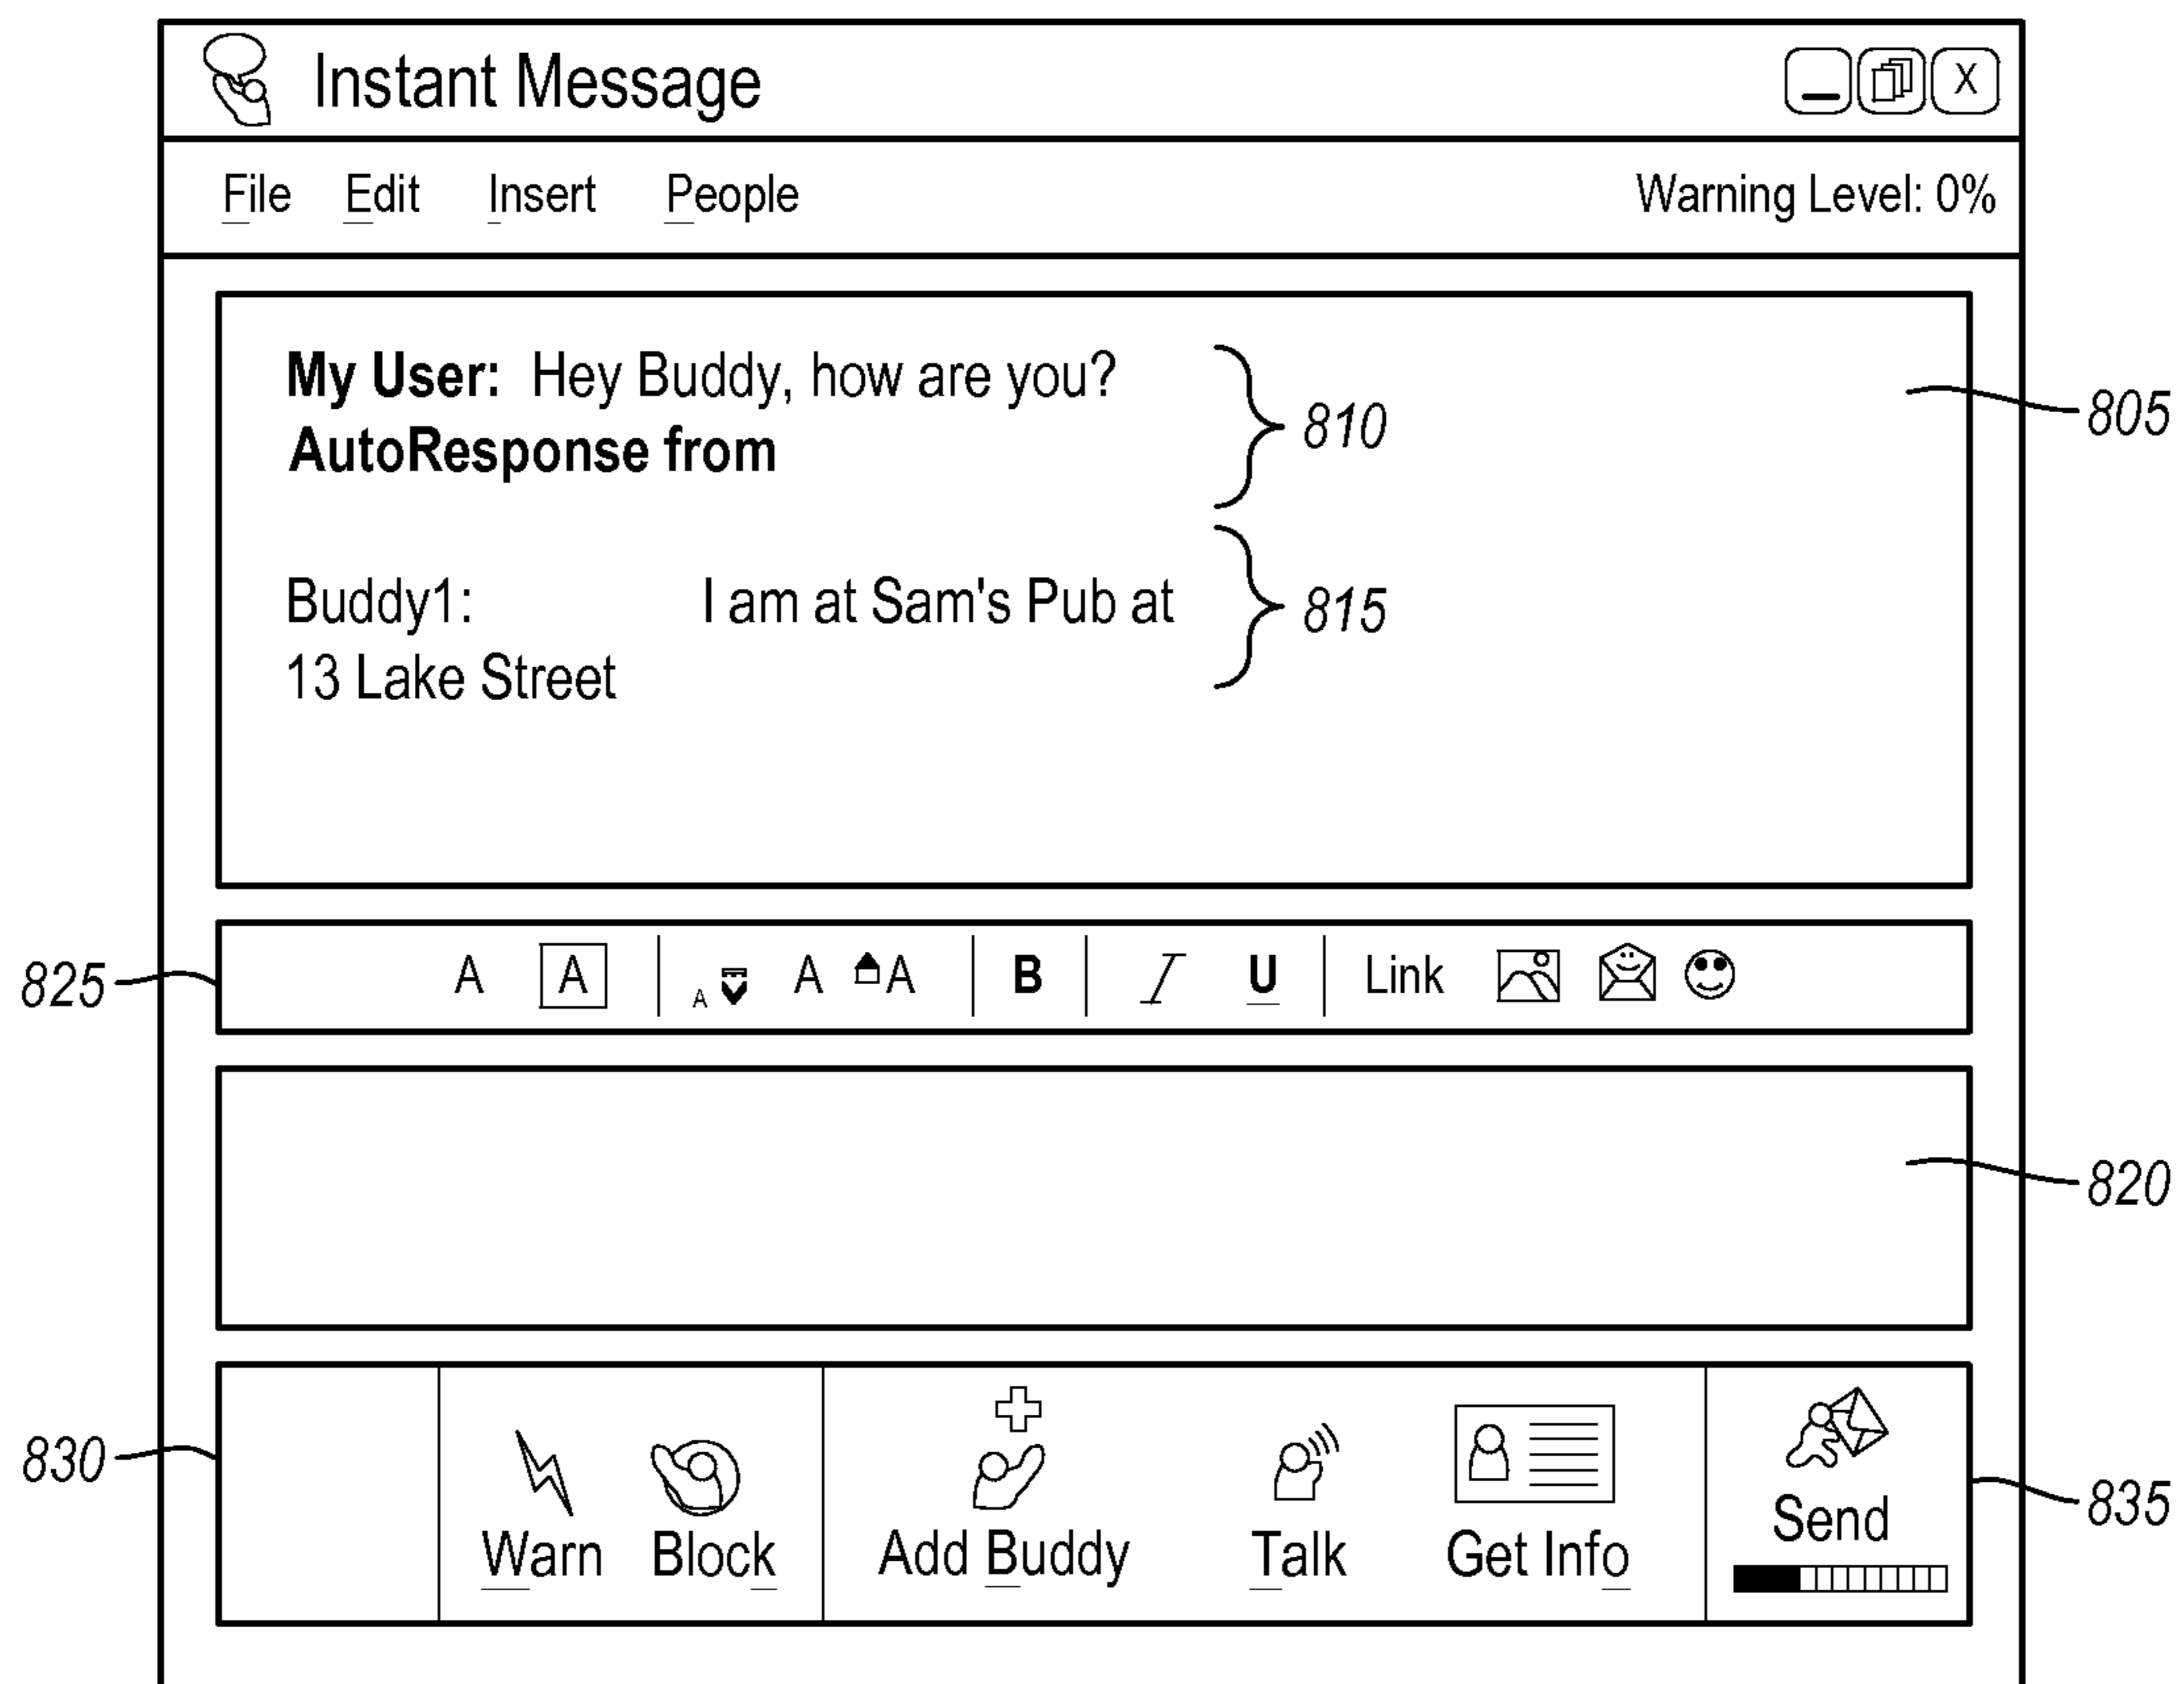 Instant Message X
File Edit Insert People Warning Level: 0%
My User: Hey Buddy, how are you?
AutoResponse from
810
805
Buddy1: I am at Sam's Pub at
13 Lake Street
815
825
A A A A A B I U Link
820
830
Warn Block Add Buddy Talk Get Info Send
835